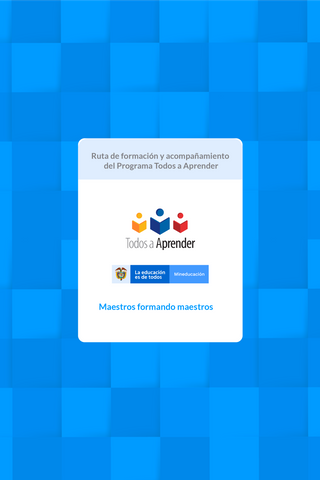 Ruta de formación y acompañamiento
del Programa Todos a Aprender
Todos a Aprender
La educación
es de todos
Mineducación
Maestros formando maestros